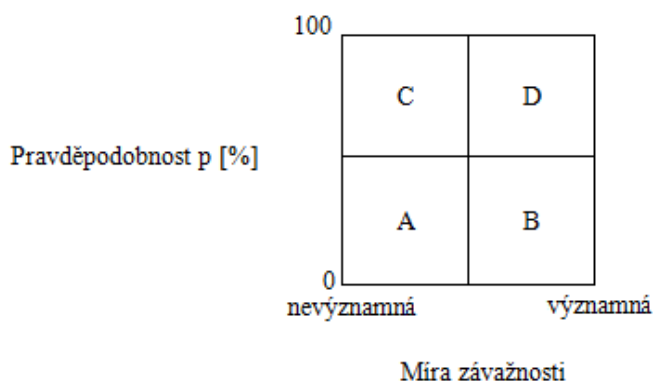 100
C D
Pravděpodobnost p [%]
A B
0
nevýznamná významná
Míra závažnosti